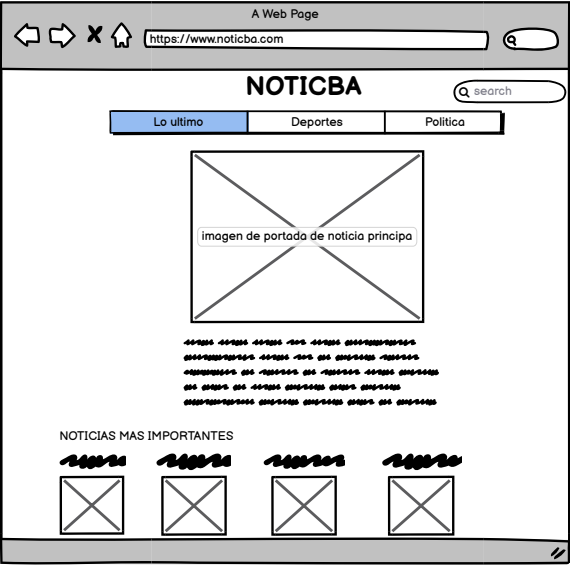 A Web Page
https://www.noticba.com
NOTICBA
search
Lo ultimo
Deportes
Politica
imagen de portada de noticia principa
NOTICIAS MAS IMPORTANTES